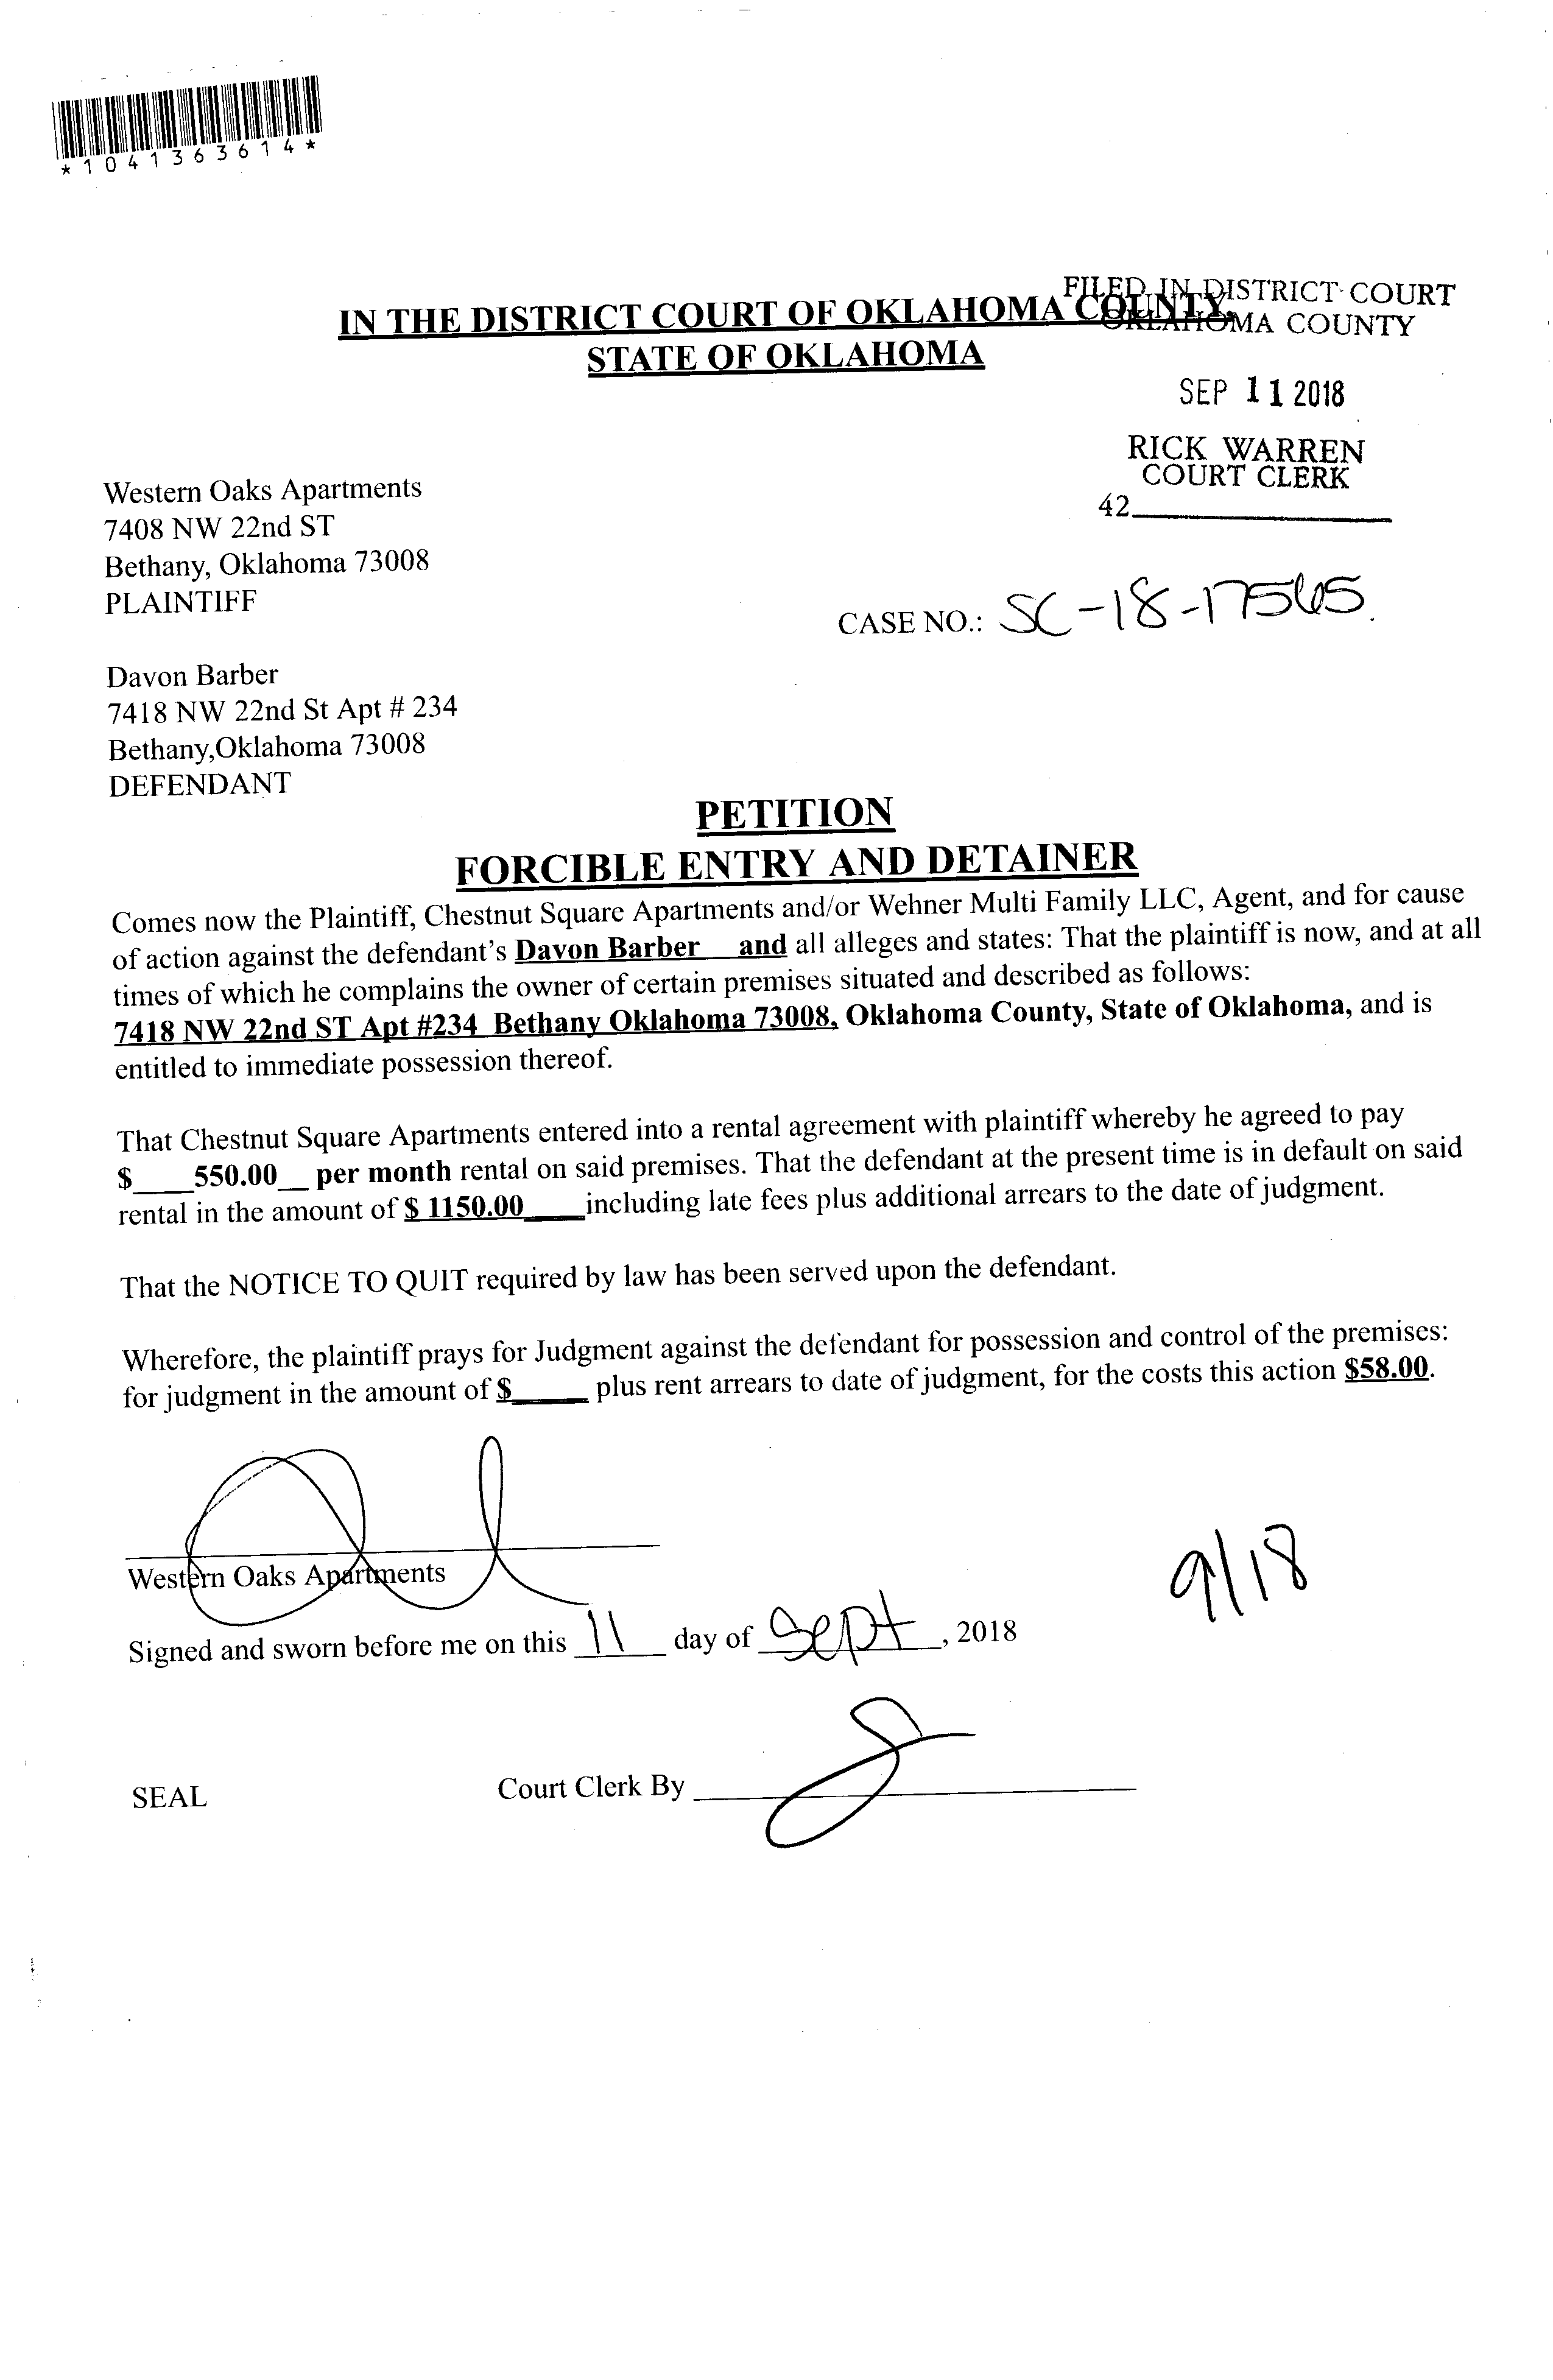 *1041363614*
IN THE DISTRICT COURT OF OKLAHOMA COUNTY,
STATE OF OKLAHOMA
FILED IN DISTRICT COURT
OKLAHOMA COUNTY
SEP 11 2018
RICK WARREN
COURT CLERK
42
Western Oaks Apartments
7408 NW 22nd ST
Bethany, Oklahoma 73008
PLAINTIFF
CASE NO.: SC-18-17565
Davon Barber
7418 NW 22nd St Apt # 234
Bethany,Oklahoma 73008
DEFENDANT
PETITION
FORCIBLE ENTRY AND DETAINER
Comes now the Plaintiff, Chestnut Square Apartments and/or Wehner Multi Family LLC, Agent, and for cause
of action against the defendant's Davon Barber and all alleges and states: That the plaintiff is now, and at all
times of which he complains the owner of certain premises situated and described as follows:
7418 NW 22nd ST Apt #234 Bethany Oklahoma 73008, Oklahoma County, State of Oklahoma, and is
entitled to immediate possession thereof.
That Chestnut Square Apartments entered into a rental agreement with plaintiff whereby he agreed to pay
$____550.00__ per month rental on said premises. That the defendant at the present time is in default on said
rental in the amount of $ 1150.00____including late fees plus additional arrears to the date of judgment.
That the NOTICE TO QUIT required by law has been served upon the defendant.
Wherefore, the plaintiff prays for Judgment against the defendant for possession and control of the premises:
for judgment in the amount of $_____ plus rent arrears to date of judgment, for the costs this action $58.00.
Western Oaks Apartments
9/18
Signed and sworn before me on this 11 day of Sept, 2018
SEAL
Court Clerk By